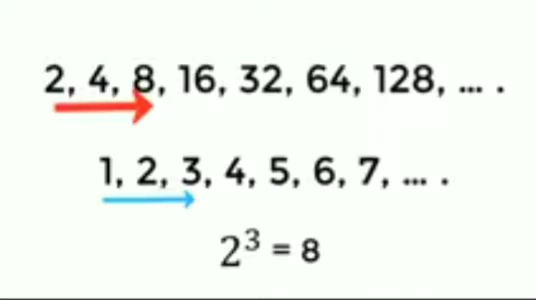 2, 4, 8, 16, 32, 64, 128, ... .
1, 2, 3, 4, 5, 6, 7, ... .
2³ = 8